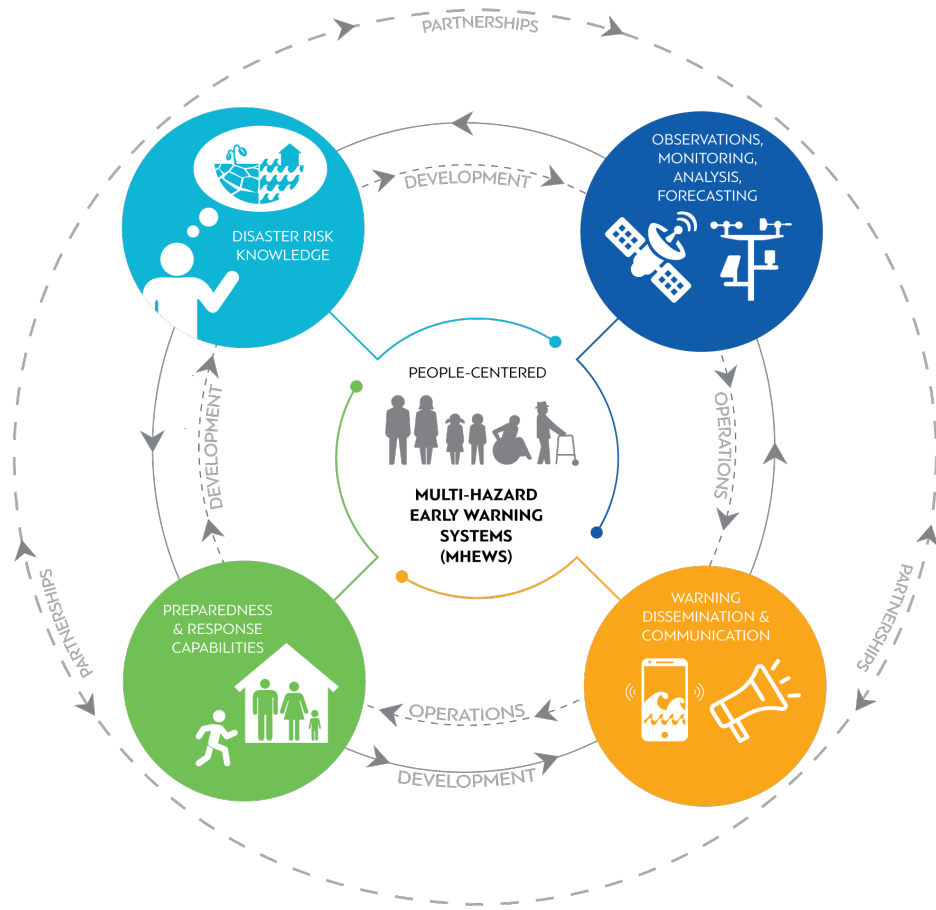 PARTNERSHIPS
OBSERVATIONS,
MONITORING,
ANALYSIS,
FORECASTING
DEVELOPMENT
DISASTER RISK
KNOWLEDGE
PEOPLE-CENTERED
DEVELOPMENT
OPERATIONS
MULTI-HAZARD
EARLY WARNING
SYSTEMS
(MHEWS)
PARTNERSHIPS
PARTNERSHIPS
PREPAREDNESS
& RESPONSE
CAPABILITIES
WARNING
DISSEMINATION &
COMMUNICATION
OPERATIONS
DEVELOPMENT